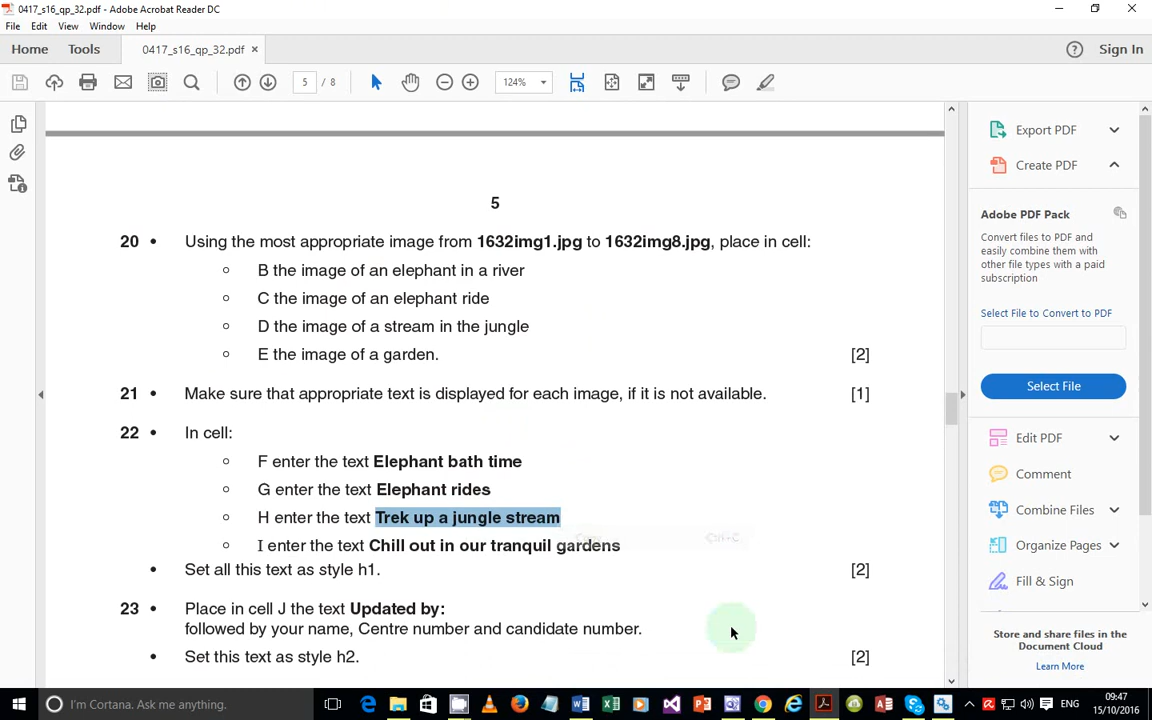 0417_s16_qp_32.pdf - Adobe Acrobat Reader DC
File Edit View Window Help
Home Tools 0417_s16_qp_32.pdf × ? Sign In
5 / 8 124%
5
Export PDF
Create PDF
Adobe PDF Pack
Convert files to PDF and
easily combine them with
other file types with a paid
subscription
Select File to Convert to PDF
Select File
Edit PDF
Comment
Combine Files
Organize Pages
Fill & Sign
Store and share files in the
Document Cloud
Learn More
20 • Using the most appropriate image from 1632img1.jpg to 1632img8.jpg, place in cell:
○ B the image of an elephant in a river
○ C the image of an elephant ride
○ D the image of a stream in the jungle
○ E the image of a garden. [2]
21 • Make sure that appropriate text is displayed for each image, if it is not available. [1]
22 • In cell:
○ F enter the text Elephant bath time
○ G enter the text Elephant rides
○ H enter the text Trek up a jungle stream
Copy Ctrl+C
○ I enter the text Chill out in our tranquil gardens
• Set all this text as style h1. [2]
23 • Place in cell J the text Updated by:
followed by your name, Centre number and candidate number.
• Set this text as style h2. [2]
I'm Cortana. Ask me anything.
ENG
09:47
15/10/2016